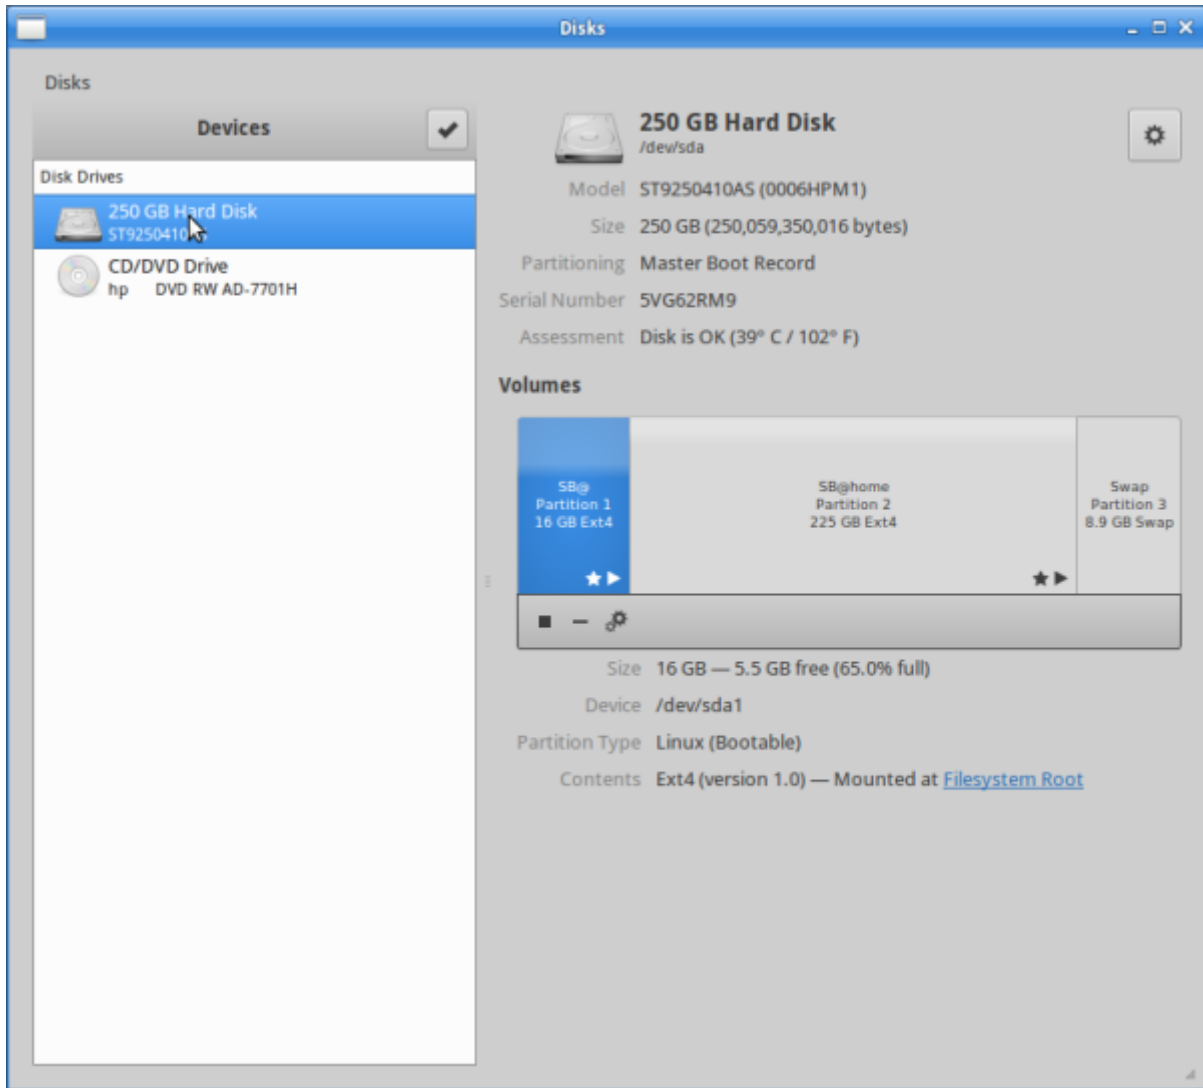 Disks
Disks
Devices
Disk Drives
250 GB Hard Disk
ST9250410
CD/DVD Drive
hp DVD RW AD-7701H
250 GB Hard Disk
/dev/sda
Model ST9250410AS (0006HPM1)
Size 250 GB (250,059,350,016 bytes)
Partitioning Master Boot Record
Serial Number 5VG62RM9
Assessment Disk is OK (39° C / 102° F)
Volumes
SB@
Partition 1
16 GB Ext4
SB@home
Partition 2
225 GB Ext4
Swap
Partition 3
8.9 GB Swap
Size 16 GB — 5.5 GB free (65.0% full)
Device /dev/sda1
Partition Type Linux (Bootable)
Contents Ext4 (version 1.0) — Mounted at Filesystem Root